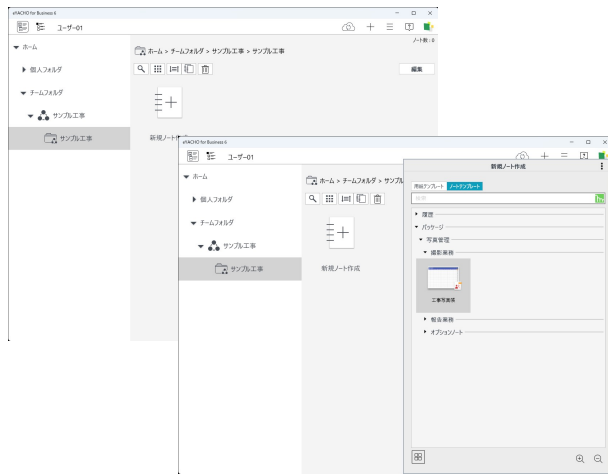 eYACHO for Business 6
ユーザー01
ノート数 : 0
ホーム
個人フォルダ
チームフォルダ
サンプル工事
サンプル工事
ホーム > チームフォルダ > サンプル工事 > サンプル工事
編集
新規ノート作成
eYACHO for Business 6
ユーザー01
ホーム
個人フォルダ
チームフォルダ
サンプル工事
サンプル工事
ホーム > チームフォルダ > サンプル
新規ノート作成
新規ノート作成
用紙テンプレート ノートテンプレート
検索
履歴
パッケージ
写真管理
撮影業務
工事写真帳
報告業務
オプションノート